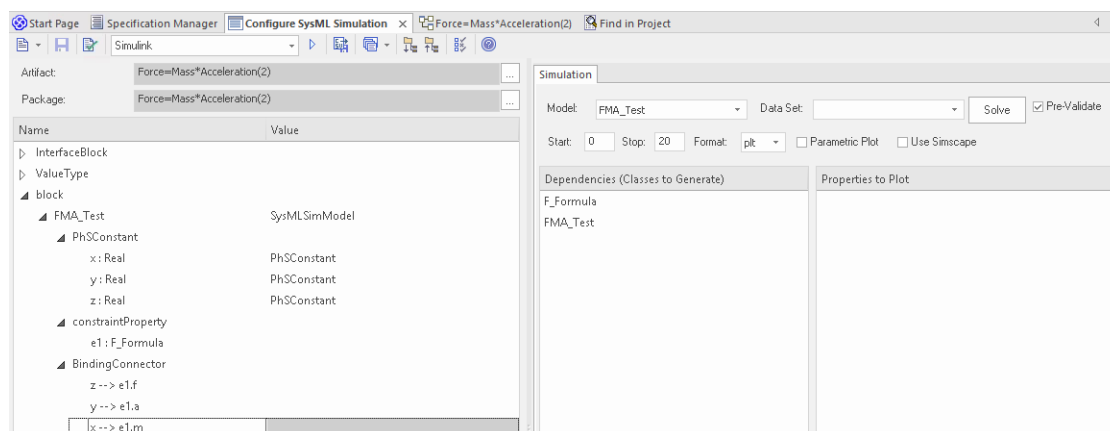 Start Page Specification Manager Configure SysML Simulation × Force=Mass*Acceleration(2) Find in Project
Simulink
Artifact: Force=Mass*Acceleration(2) ...
Package: Force=Mass*Acceleration(2) ...
Name Value
InterfaceBlock
ValueType
block
FMA_Test SysMLSimModel
PhSConstant
x : Real PhSConstant
y : Real PhSConstant
z : Real PhSConstant
constraintProperty
e1 : F_Formula
BindingConnector
z --> e1.f
y --> e1.a
x --> e1.m
Simulation
Model: FMA_Test Data Set: Solve Pre-Validate
Start: 0 Stop: 20 Format: plt Parametric Plot Use Simscape
Dependencies (Classes to Generate) Properties to Plot
F_Formula
FMA_Test